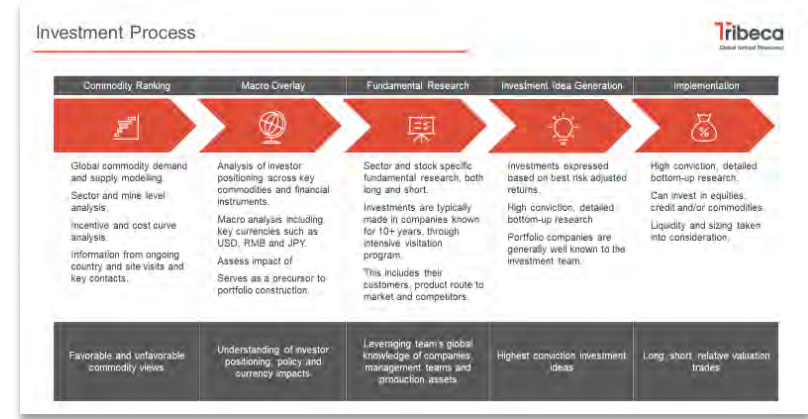 Investment Process
Tribeca
Global Natural Resources
Commodity Ranking
Macro Overlay
Fundamental Research
Investment Idea Generation
Implementation
%
Global commodity demand
and supply modelling.
Sector and mine level
analysis.
Incentive and cost curve
analysis.
Information from ongoing
country and site visits and
key contacts.
Analysis of investor
positioning across key
commodities and financial
instruments.
Macro analysis including
key currencies such as
USD, RMB and JPY.
Assess impact of
Serves as a precursor to
portfolio construction.
Sector and stock specific
fundamental research, both
long and short.
Investments are typically
made in companies known
for 10+ years, through
intensive visitation
program.
This includes their
customers, product route to
market and competitors.
Investments expressed
based on best risk adjusted
returns.
High conviction, detailed
bottom-up research
Portfolio companies are
generally well known to the
investment team.
High conviction, detailed
bottom-up research.
Can invest in equities,
credit and/or commodities.
Liquidity and sizing taken
into consideration.
Favorable and unfavorable
commodity views
Understanding of investor
positioning, policy and
currency impacts
Leveraging team's global
knowledge of companies,
management teams and
production assets
Highest conviction investment
ideas
Long, short, relative valuation
trades